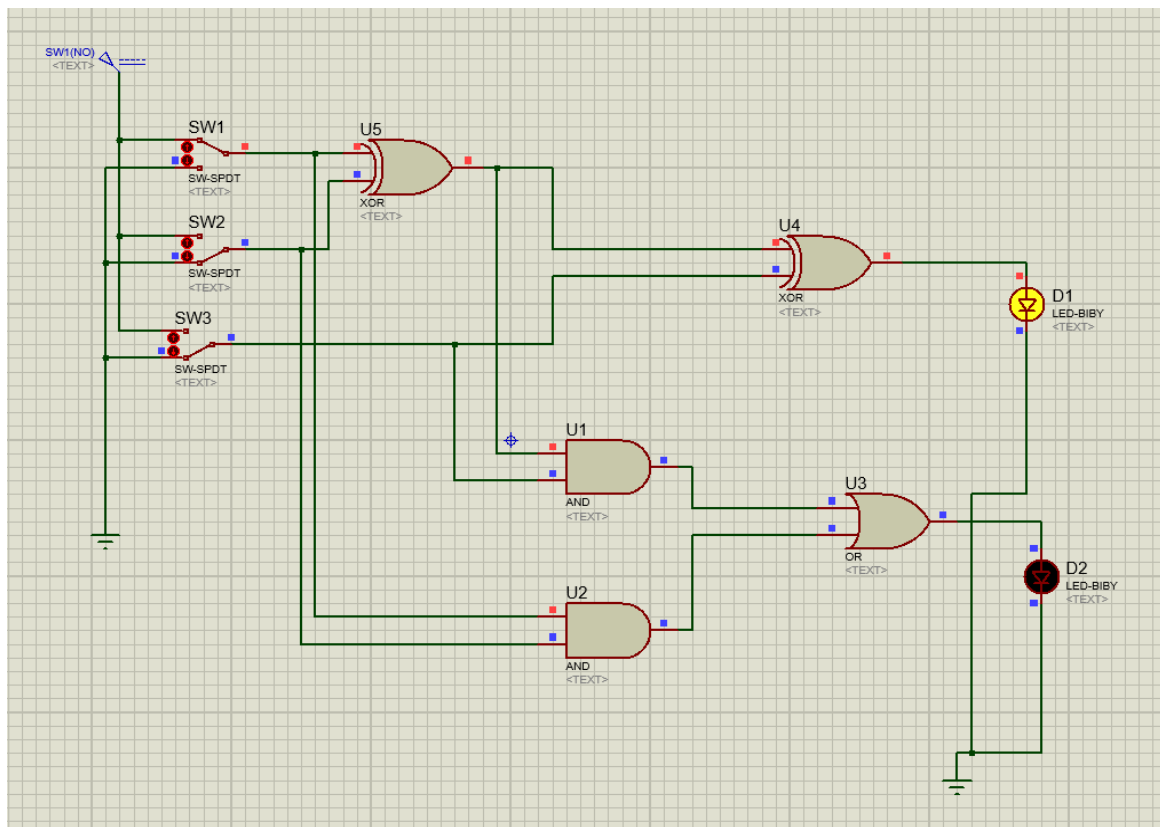 SW1(NO)
<TEXT>
SW1
SW-SPDT
<TEXT>
U5
XOR
<TEXT>
SW2
SW-SPDT
<TEXT>
U4
XOR
<TEXT>
D1
LED-BIBY
<TEXT>
SW3
SW-SPDT
<TEXT>
U1
AND
<TEXT>
U3
OR
<TEXT>
D2
LED-BIBY
<TEXT>
U2
AND
<TEXT>